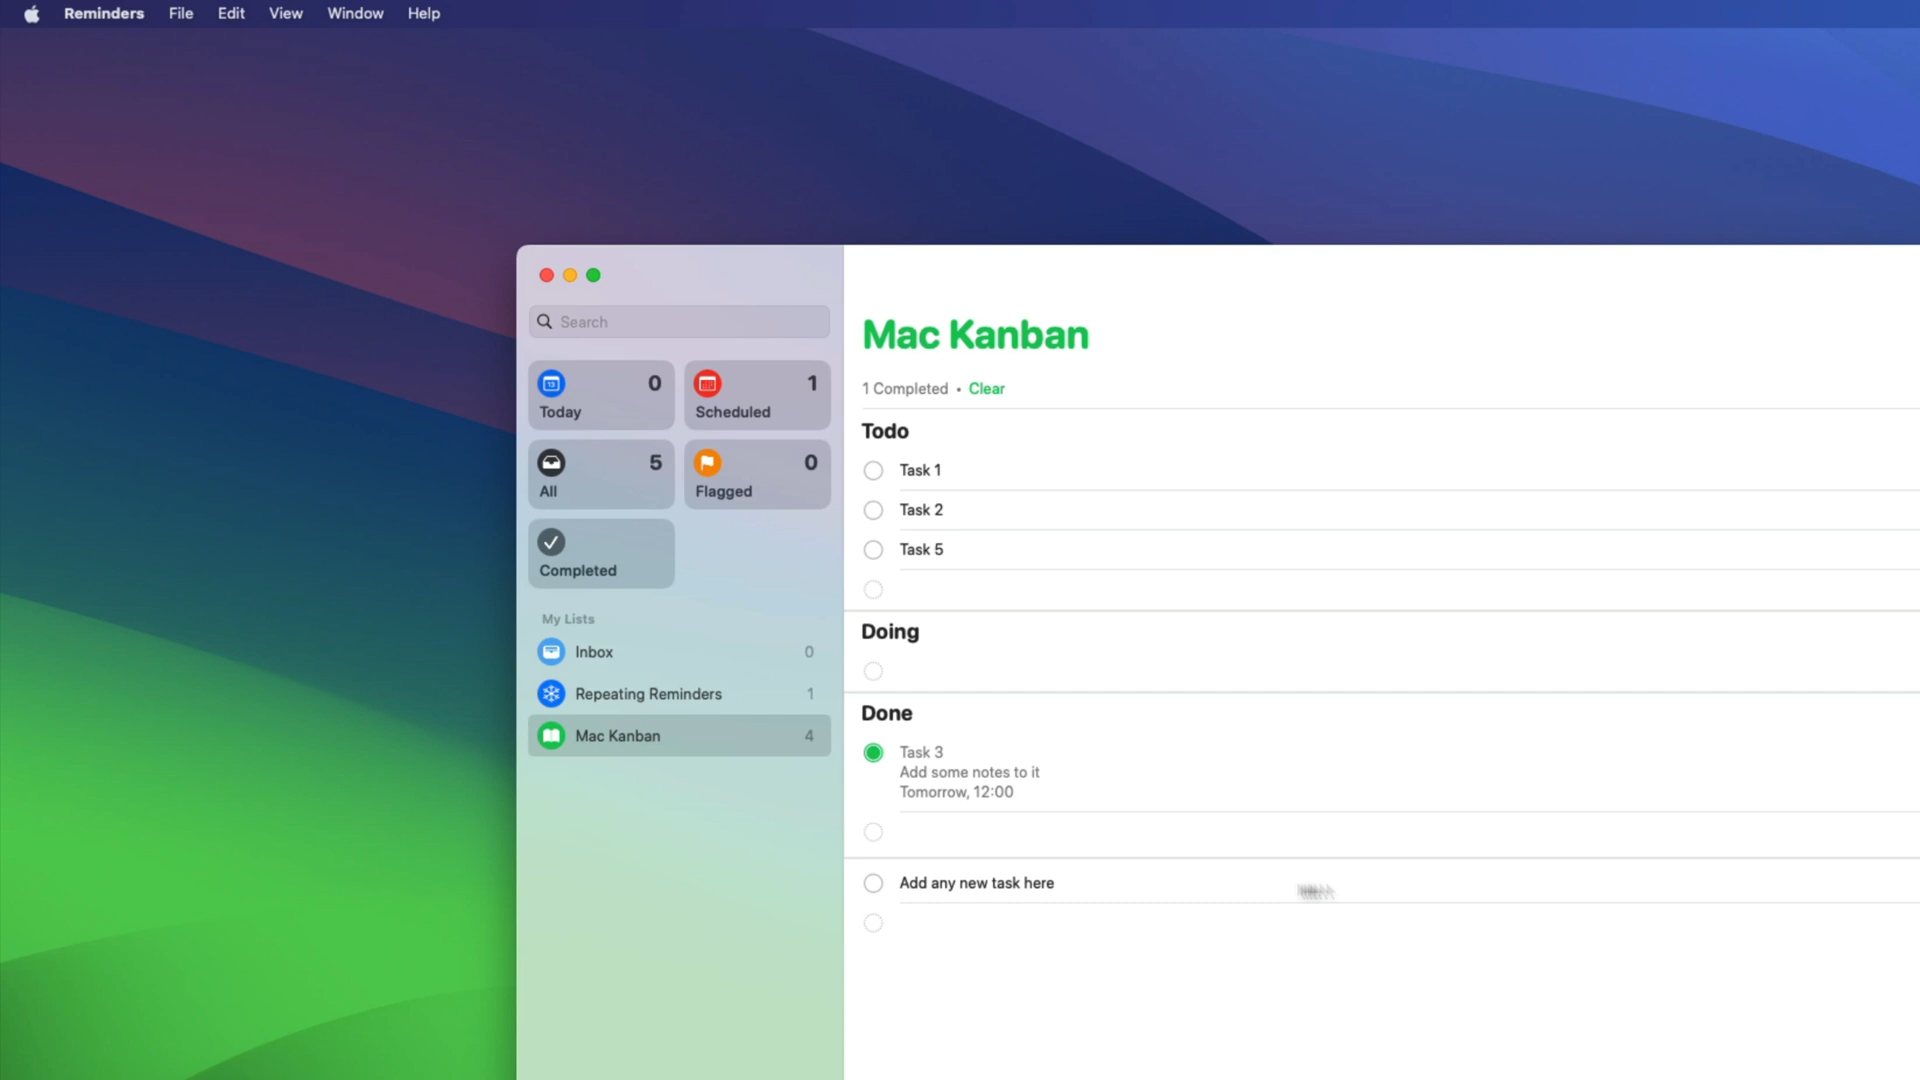 Reminders File Edit View Window Help
Search
0
Today
1
Scheduled
5
All
0
Flagged
Completed
My Lists
Inbox 0
Repeating Reminders 1
Mac Kanban 4
Mac Kanban
1 Completed • Clear
Todo
Task 1
Task 2
Task 5
Doing
Done
Task 3
Add some notes to it
Tomorrow, 12:00
Add any new task here